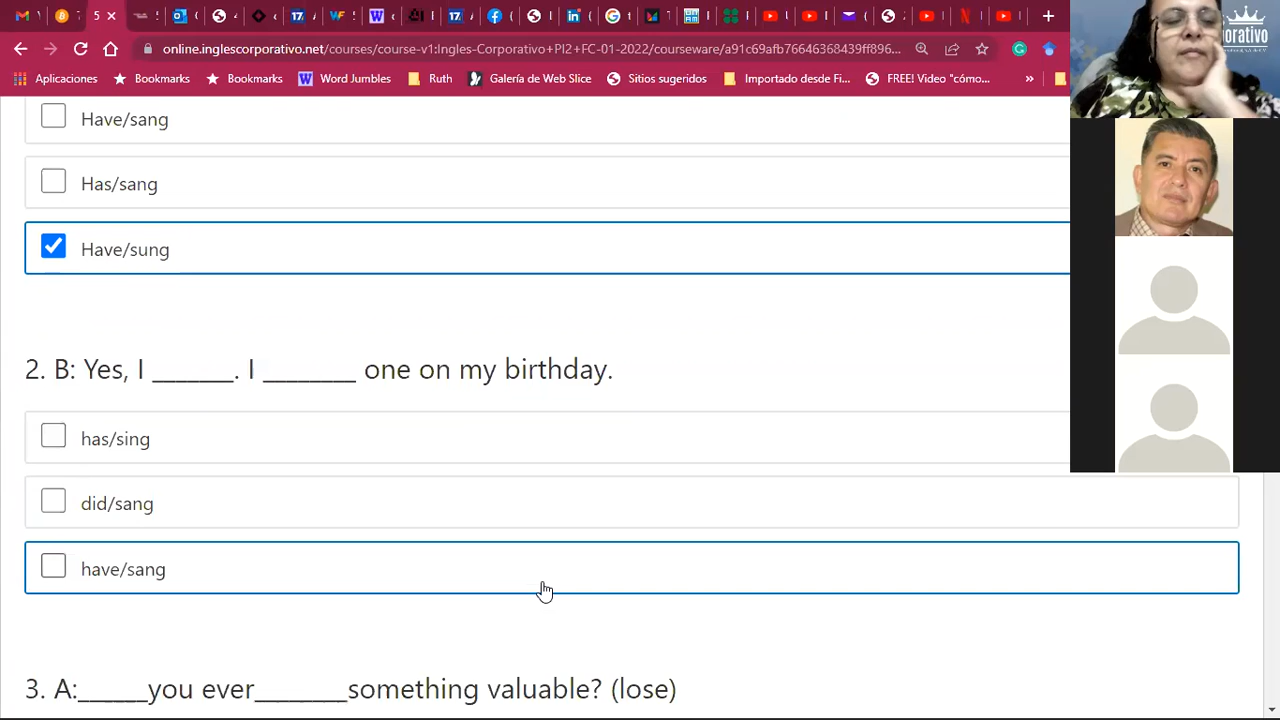 5
online.inglescorporativo.net/courses/course-v1:Ingles-Corporativo+PI2+FC-01-2022/courseware/a91c69afb76646368439ff896...
Aplicaciones Bookmarks Bookmarks Word Jumbles Ruth Galería de Web Slice Sitios sugeridos Importado desde Fi... FREE! Video "cómo... »
orativo
Have/sang
Has/sang
Have/sung
2. B: Yes, I _______. I ________ one on my birthday.
has/sing
did/sang
have/sang
3. A:______you ever________something valuable? (lose)